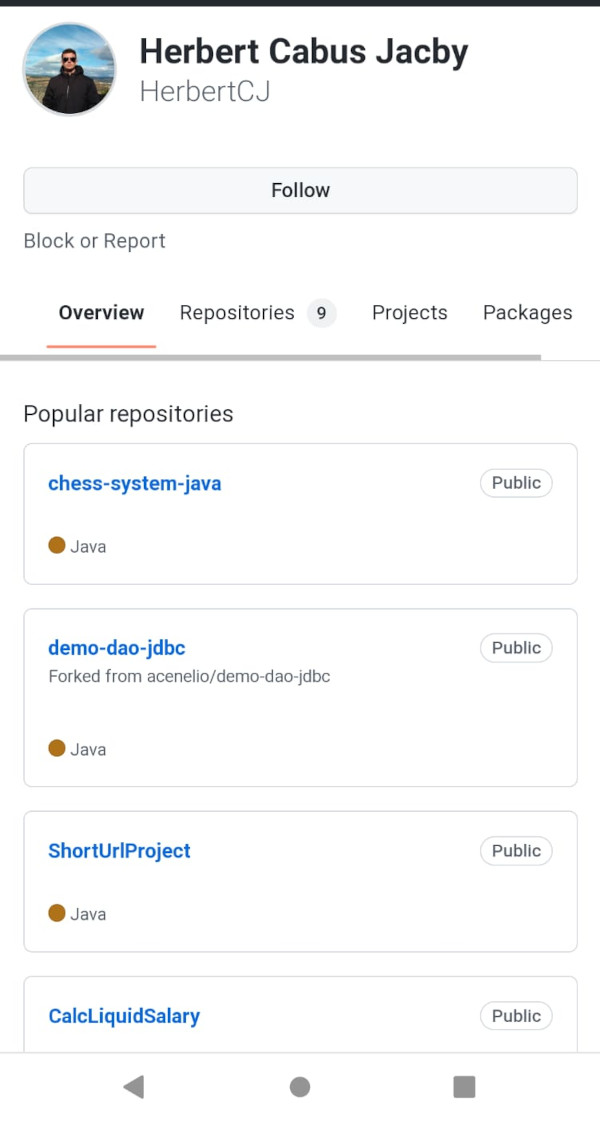 Herbert Cabus Jacby
HerbertCJ
Follow
Block or Report
Overview Repositories 9 Projects Packages
Popular repositories
chess-system-java Public
Java
demo-dao-jdbc Public
Forked from acenelio/demo-dao-jdbc
Java
ShortUrlProject Public
Java
CalcLiquidSalary Public